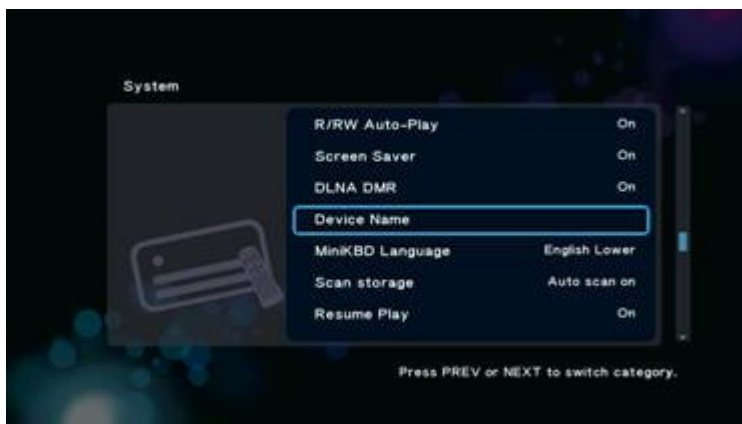 System
R/RW Auto-Play On
Screen Saver On
DLNA DMR On
Device Name
MiniKBD Language English Lower
Scan storage Auto scan on
Resume Play On
Press PREV or NEXT to switch category.